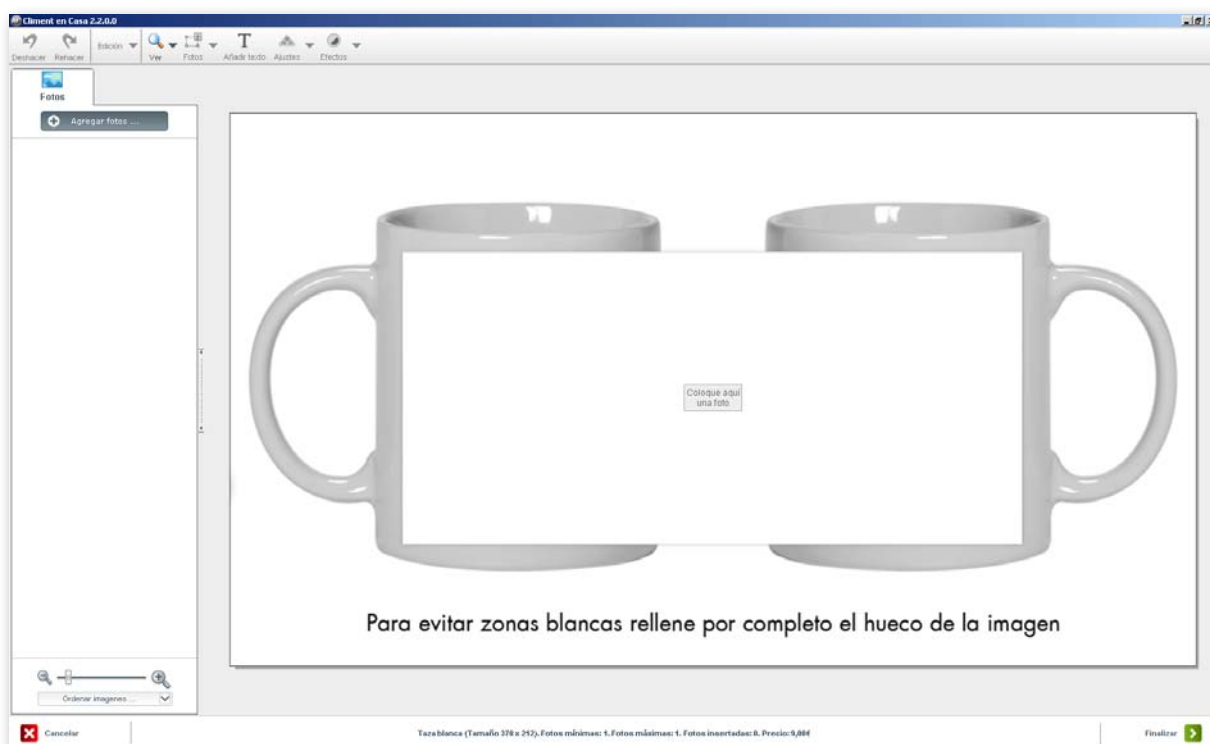 Climent en Casa 2.2.0.0
Deshacer Rehacer Edición Ver Fotos Añadir texto Ajustes Efectos
Fotos
Agregar fotos ...
Coloque aquí
una foto
Para evitar zonas blancas rellene por completo el hueco de la imagen
Ordenar imagenes ...
Cancelar
Taza blanca (Tamaño 378 x 212). Fotos mínimas: 1. Fotos máximas: 1. Fotos insertadas: 0. Precio: 9,00€
Finalizar